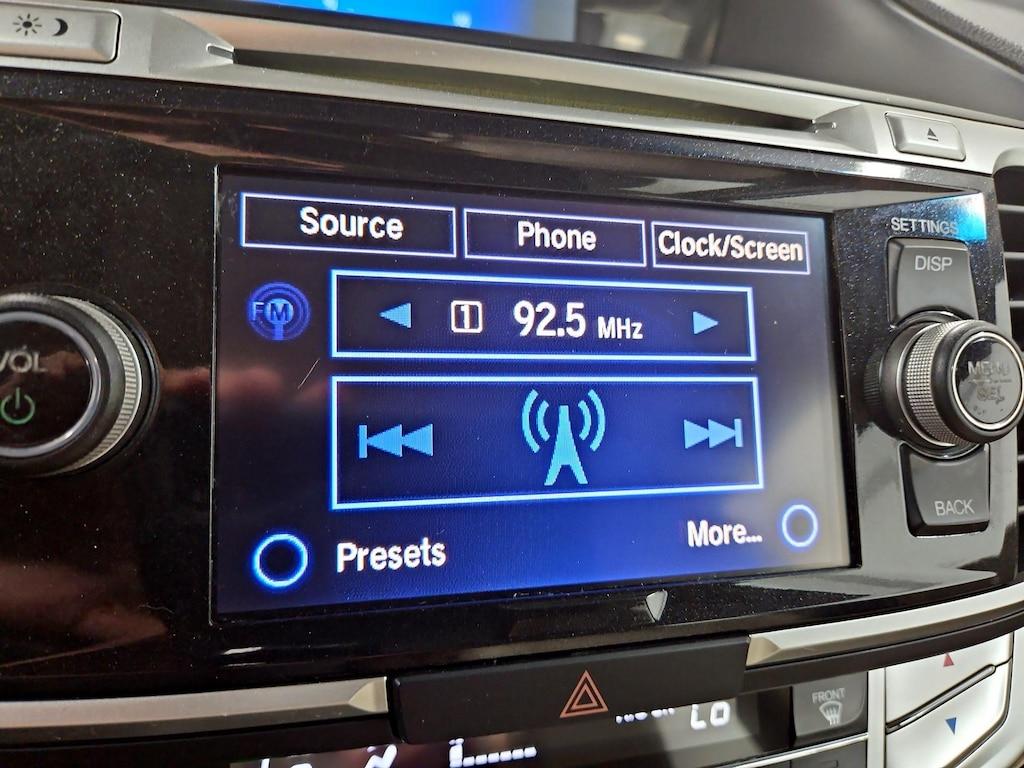 SETTINGS
Source Phone Clock/Screen
DISP
FM 1 92.5 MHz
VOL
MENU
SEL
BACK
Presets More...
FRONT
Lo